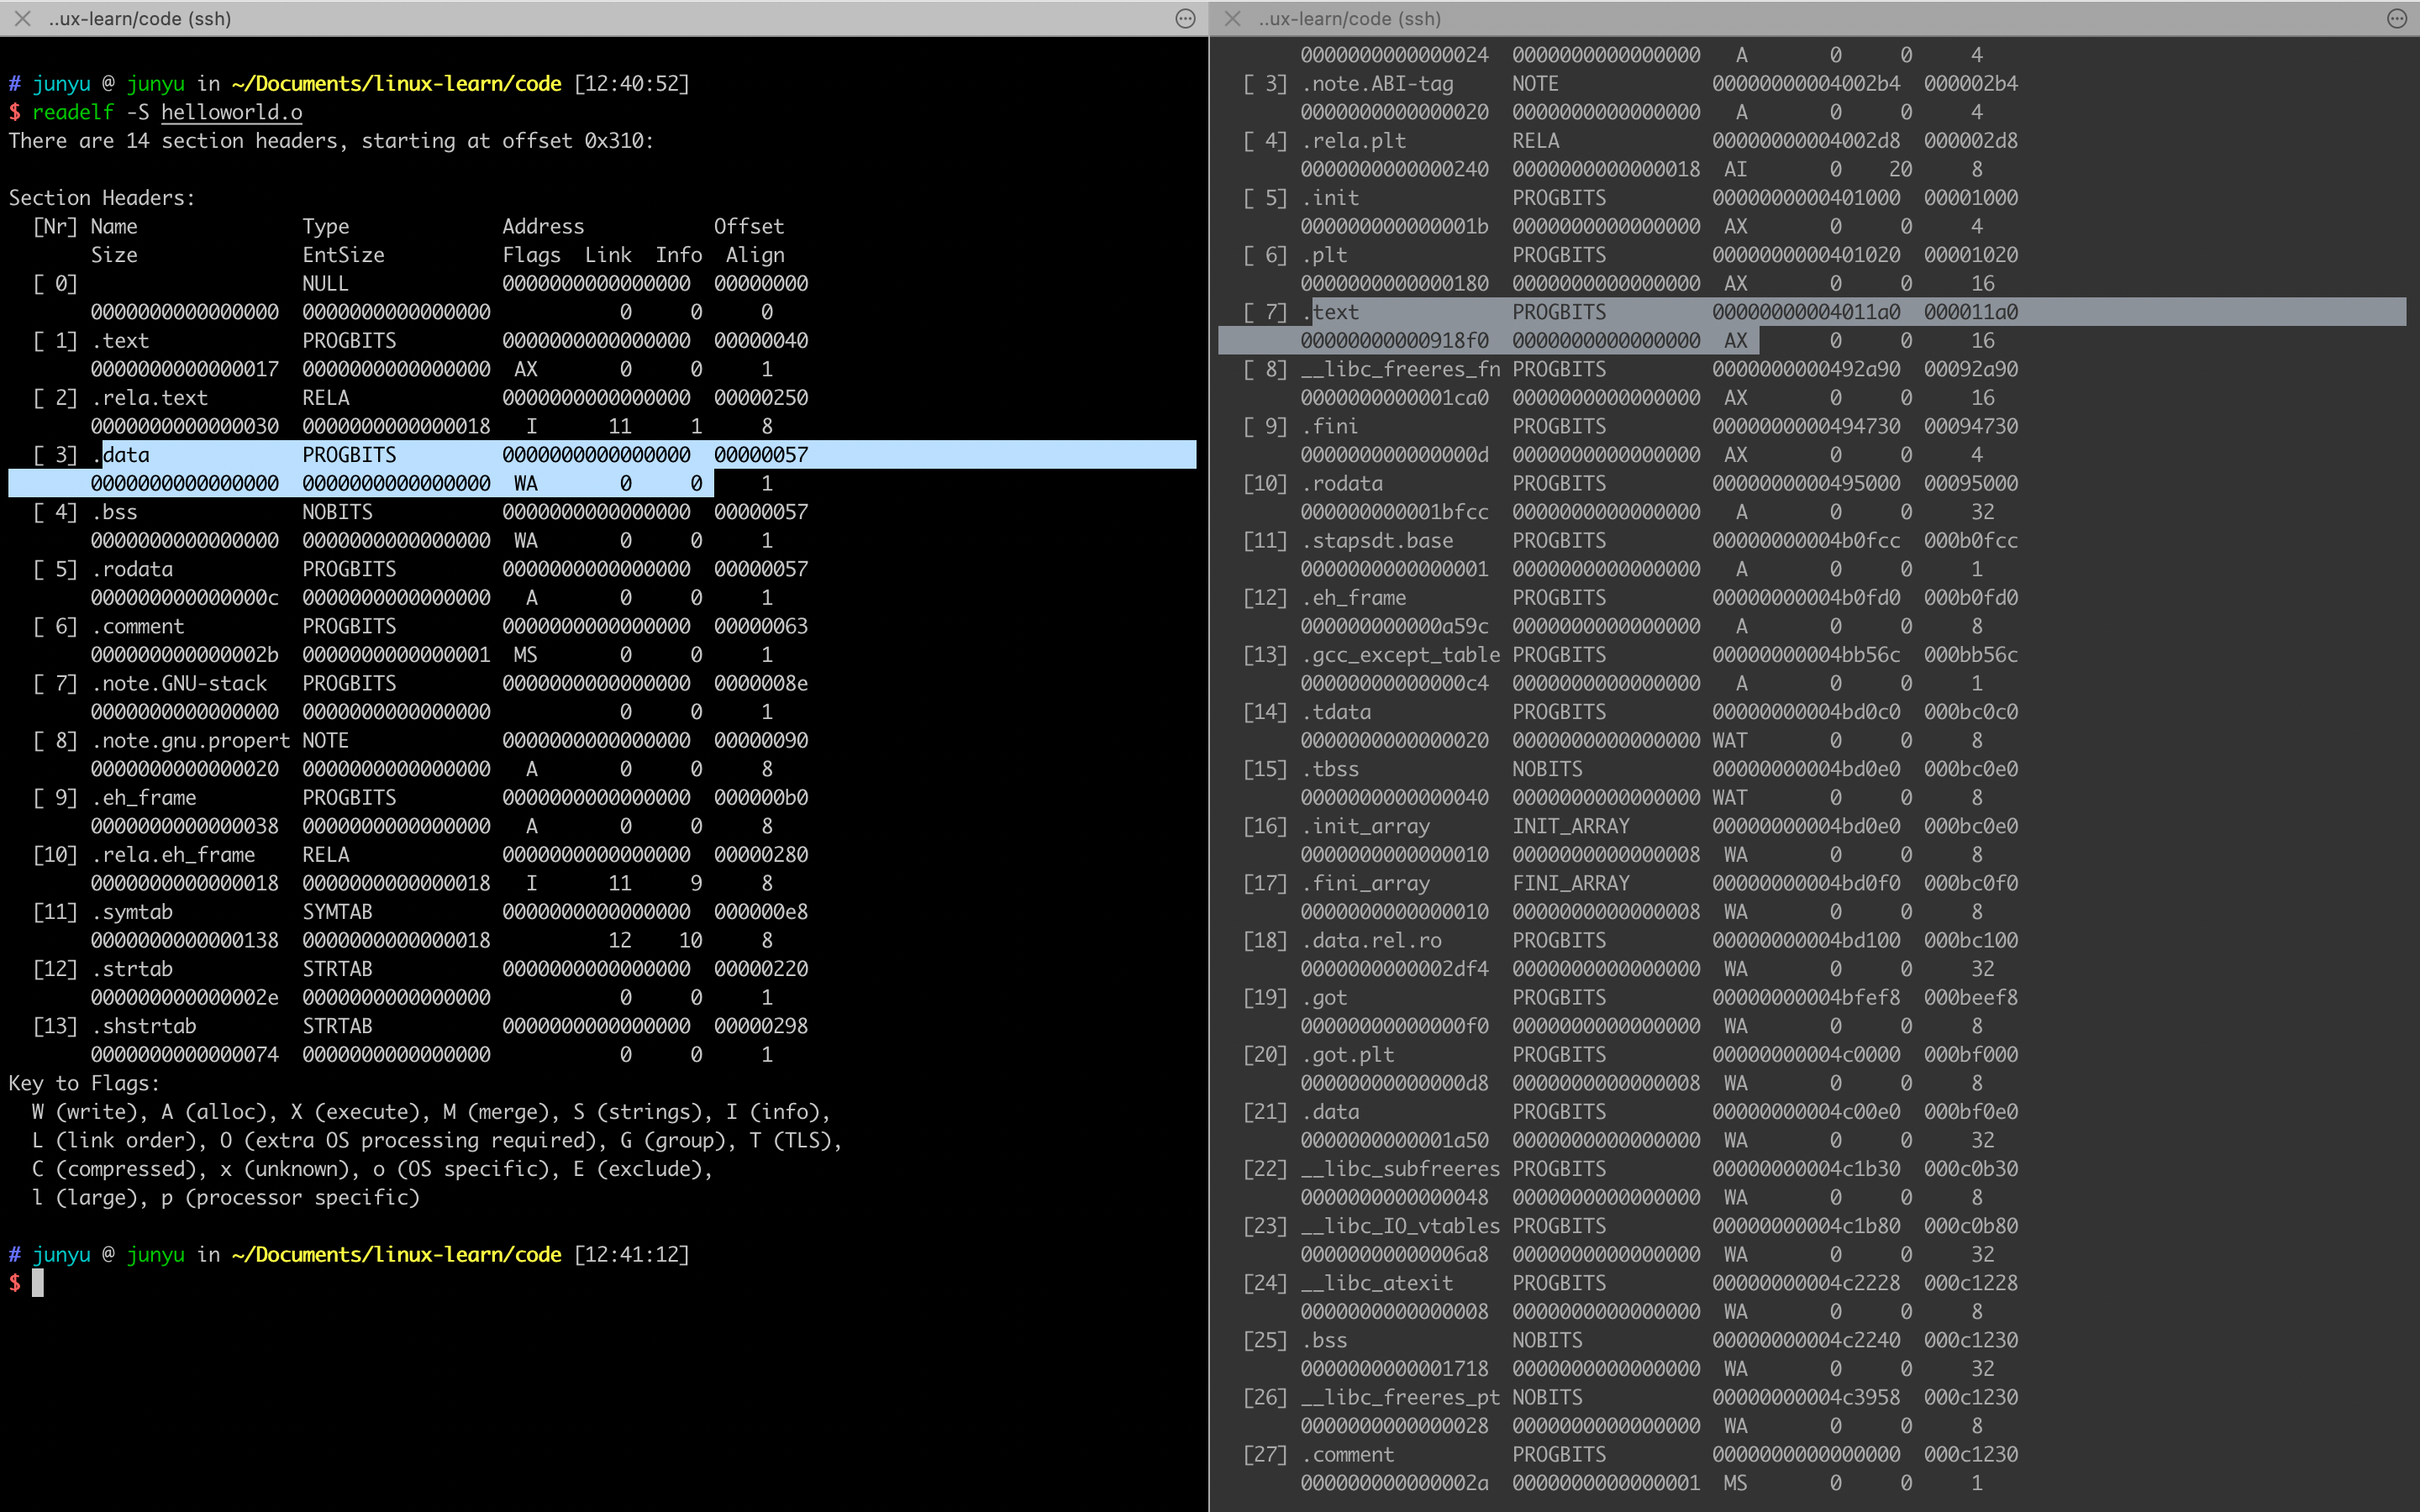 ..ux-learn/code (ssh)
# junyu @ junyu in ~/Documents/linux-learn/code [12:40:52]
$ readelf -S helloworld.o
There are 14 section headers, starting at offset 0x310:
Section Headers:
[Nr] Name Type Address Offset
Size EntSize Flags Link Info Align
[ 0] NULL 0000000000000000 00000000
0000000000000000 0000000000000000 0 0 0
[ 1] .text PROGBITS 0000000000000000 00000040
0000000000000017 0000000000000000 AX 0 0 1
[ 2] .rela.text RELA 0000000000000000 00000250
0000000000000030 0000000000000018 I 11 1 8
[ 3] .data PROGBITS 0000000000000000 00000057
0000000000000000 0000000000000000 WA 0 0 1
[ 4] .bss NOBITS 0000000000000000 00000057
0000000000000000 0000000000000000 WA 0 0 1
[ 5] .rodata PROGBITS 0000000000000000 00000057
000000000000000c 0000000000000000 A 0 0 1
[ 6] .comment PROGBITS 0000000000000000 00000063
000000000000002b 0000000000000001 MS 0 0 1
[ 7] .note.GNU-stack PROGBITS 0000000000000000 0000008e
0000000000000000 0000000000000000 0 0 1
[ 8] .note.gnu.propert NOTE 0000000000000000 00000090
0000000000000020 0000000000000000 A 0 0 8
[ 9] .eh_frame PROGBITS 0000000000000000 000000b0
0000000000000038 0000000000000000 A 0 0 8
[10] .rela.eh_frame RELA 0000000000000000 00000280
0000000000000018 0000000000000018 I 11 9 8
[11] .symtab SYMTAB 0000000000000000 000000e8
0000000000000138 0000000000000018 12 10 8
[12] .strtab STRTAB 0000000000000000 00000220
000000000000002e 0000000000000000 0 0 1
[13] .shstrtab STRTAB 0000000000000000 00000298
0000000000000074 0000000000000000 0 0 1
Key to Flags:
W (write), A (alloc), X (execute), M (merge), S (strings), I (info),
L (link order), O (extra OS processing required), G (group), T (TLS),
C (compressed), x (unknown), o (OS specific), E (exclude),
l (large), p (processor specific)
# junyu @ junyu in ~/Documents/linux-learn/code [12:41:12]
$
..ux-learn/code (ssh)
0000000000000024 0000000000000000 A 0 0 4
[ 3] .note.ABI-tag NOTE 00000000004002b4 000002b4
0000000000000020 0000000000000000 A 0 0 4
[ 4] .rela.plt RELA 00000000004002d8 000002d8
0000000000000240 0000000000000018 AI 0 20 8
[ 5] .init PROGBITS 0000000000401000 00001000
000000000000001b 0000000000000000 AX 0 0 4
[ 6] .plt PROGBITS 0000000000401020 00001020
0000000000000180 0000000000000000 AX 0 0 16
[ 7] .text PROGBITS 00000000004011a0 000011a0
00000000000918f0 0000000000000000 AX 0 0 16
[ 8] __libc_freeres_fn PROGBITS 0000000000492a90 00092a90
0000000000001ca0 0000000000000000 AX 0 0 16
[ 9] .fini PROGBITS 0000000000494730 00094730
000000000000000d 0000000000000000 AX 0 0 4
[10] .rodata PROGBITS 0000000000495000 00095000
000000000001bfcc 0000000000000000 A 0 0 32
[11] .stapsdt.base PROGBITS 00000000004b0fcc 000b0fcc
0000000000000001 0000000000000000 A 0 0 1
[12] .eh_frame PROGBITS 00000000004b0fd0 000b0fd0
000000000000a59c 0000000000000000 A 0 0 8
[13] .gcc_except_table PROGBITS 00000000004bb56c 000bb56c
00000000000000c4 0000000000000000 A 0 0 1
[14] .tdata PROGBITS 00000000004bd0c0 000bc0c0
0000000000000020 0000000000000000 WAT 0 0 8
[15] .tbss NOBITS 00000000004bd0e0 000bc0e0
0000000000000040 0000000000000000 WAT 0 0 8
[16] .init_array INIT_ARRAY 00000000004bd0e0 000bc0e0
0000000000000010 0000000000000008 WA 0 0 8
[17] .fini_array FINI_ARRAY 00000000004bd0f0 000bc0f0
0000000000000010 0000000000000008 WA 0 0 8
[18] .data.rel.ro PROGBITS 00000000004bd100 000bc100
0000000000002df4 0000000000000000 WA 0 0 32
[19] .got PROGBITS 00000000004bfef8 000beef8
00000000000000f0 0000000000000000 WA 0 0 8
[20] .got.plt PROGBITS 00000000004c0000 000bf000
00000000000000d8 0000000000000008 WA 0 0 8
[21] .data PROGBITS 00000000004c00e0 000bf0e0
0000000000001a50 0000000000000000 WA 0 0 32
[22] __libc_subfreeres PROGBITS 00000000004c1b30 000c0b30
0000000000000048 0000000000000000 WA 0 0 8
[23] __libc_IO_vtables PROGBITS 00000000004c1b80 000c0b80
00000000000006a8 0000000000000000 WA 0 0 32
[24] __libc_atexit PROGBITS 00000000004c2228 000c1228
0000000000000008 0000000000000000 WA 0 0 8
[25] .bss NOBITS 00000000004c2240 000c1230
0000000000001718 0000000000000000 WA 0 0 32
[26] __libc_freeres_pt NOBITS 00000000004c3958 000c1230
0000000000000028 0000000000000000 WA 0 0 8
[27] .comment PROGBITS 0000000000000000 000c1230
000000000000002a 0000000000000001 MS 0 0 1